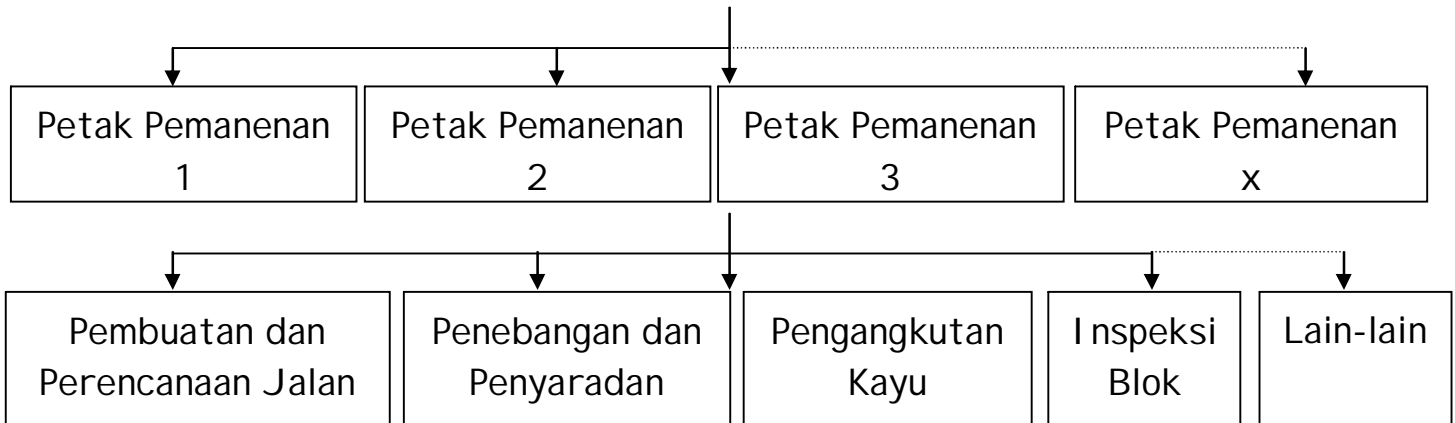 Petak Pemanenan
1
Petak Pemanenan
2
Petak Pemanenan
3
Petak Pemanenan
x
Pembuatan dan
Perencanaan Jalan
Penebangan dan
Penyaradan
Pengangkutan
Kayu
Inspeksi
Blok
Lain-lain